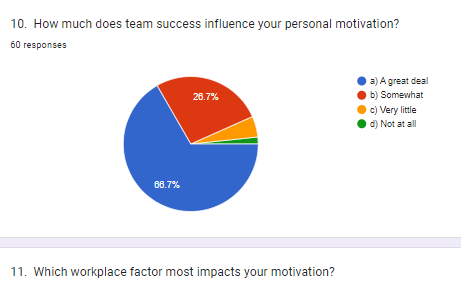 10. How much does team success influence your personal motivation?
60 responses
a) A great deal
b) Somewhat
c) Very little
d) Not at all
26.7%
66.7%
11. Which workplace factor most impacts your motivation?